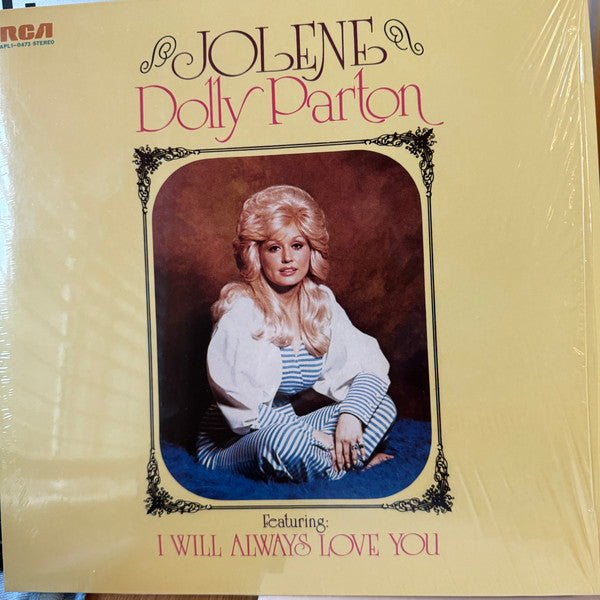 RCA
APL1-0473 STEREO
JOLENE
Dolly Parton
Featuring:
I WILL ALWAYS LOVE YOU